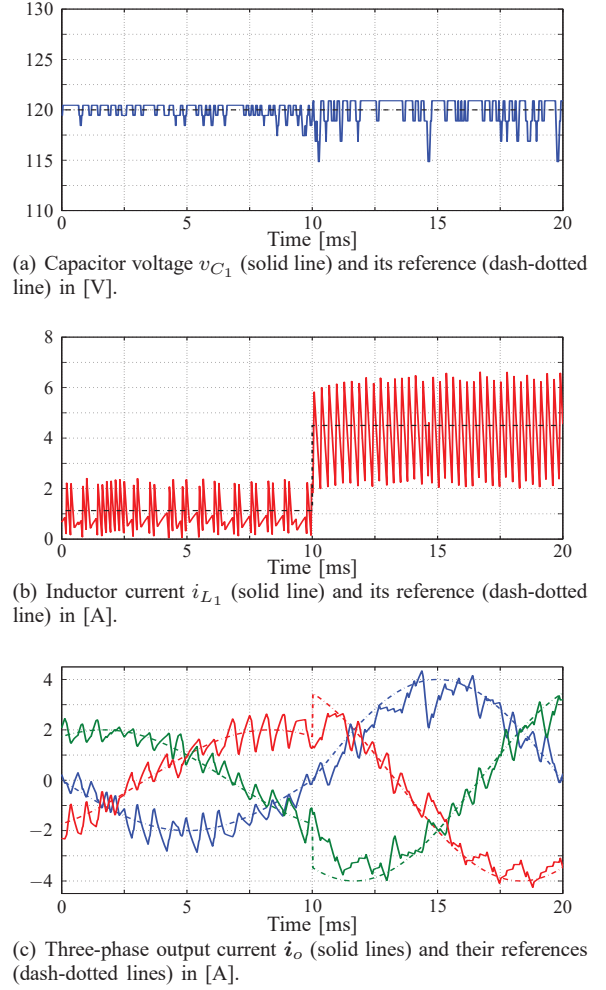 130
125
120
115
110
0 5 10 15 20
Time [ms]
(a) Capacitor voltage v_{C_1} (solid line) and its reference (dash-dotted
line) in [V].
8
6
4
2
0
0 5 10 15 20
Time [ms]
(b) Inductor current i_{L_1} (solid line) and its reference (dash-dotted
line) in [A].
4
2
0
−2
−4
0 5 10 15 20
Time [ms]
(c) Three-phase output current i_o (solid lines) and their references
(dash-dotted lines) in [A].